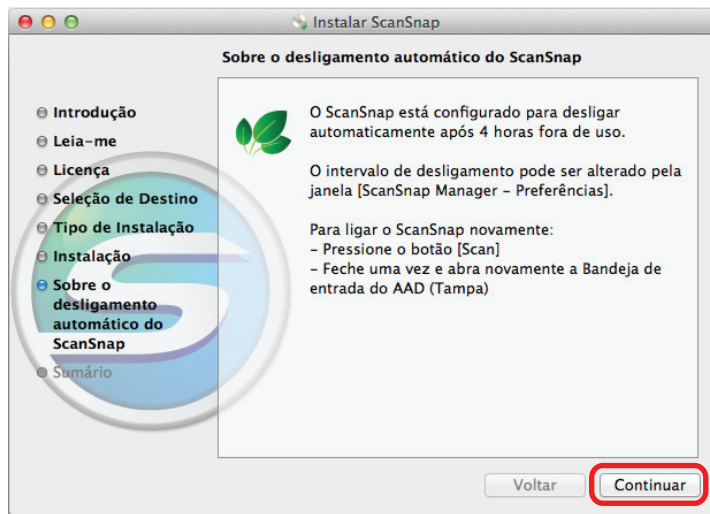 Instalar ScanSnap
Sobre o desligamento automático do ScanSnap
Introdução
Leia-me
Licença
Seleção de Destino
Tipo de Instalação
Instalação
Sobre o
desligamento
automático do
ScanSnap
Sumário
O ScanSnap está configurado para desligar
automaticamente após 4 horas fora de uso.
O intervalo de desligamento pode ser alterado pela
janela [ScanSnap Manager – Preferências].
Para ligar o ScanSnap novamente:
– Pressione o botão [Scan]
– Feche uma vez e abra novamente a Bandeja de
entrada do AAD (Tampa)
Voltar
Continuar